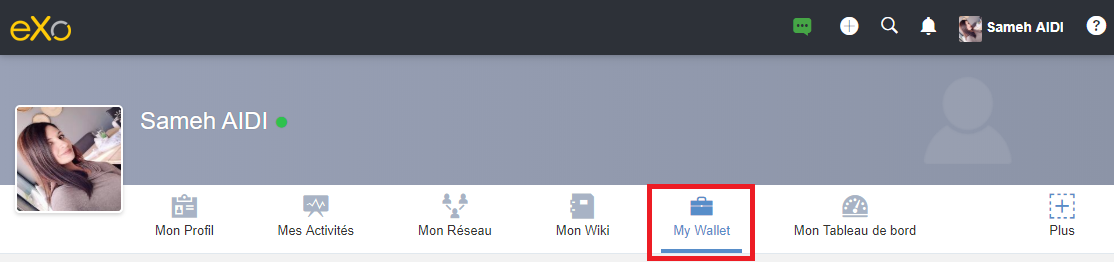 eXo
Sameh AIDI ?
Sameh AIDI
Mon Profil Mes Activités Mon Réseau Mon Wiki My Wallet Mon Tableau de bord Plus